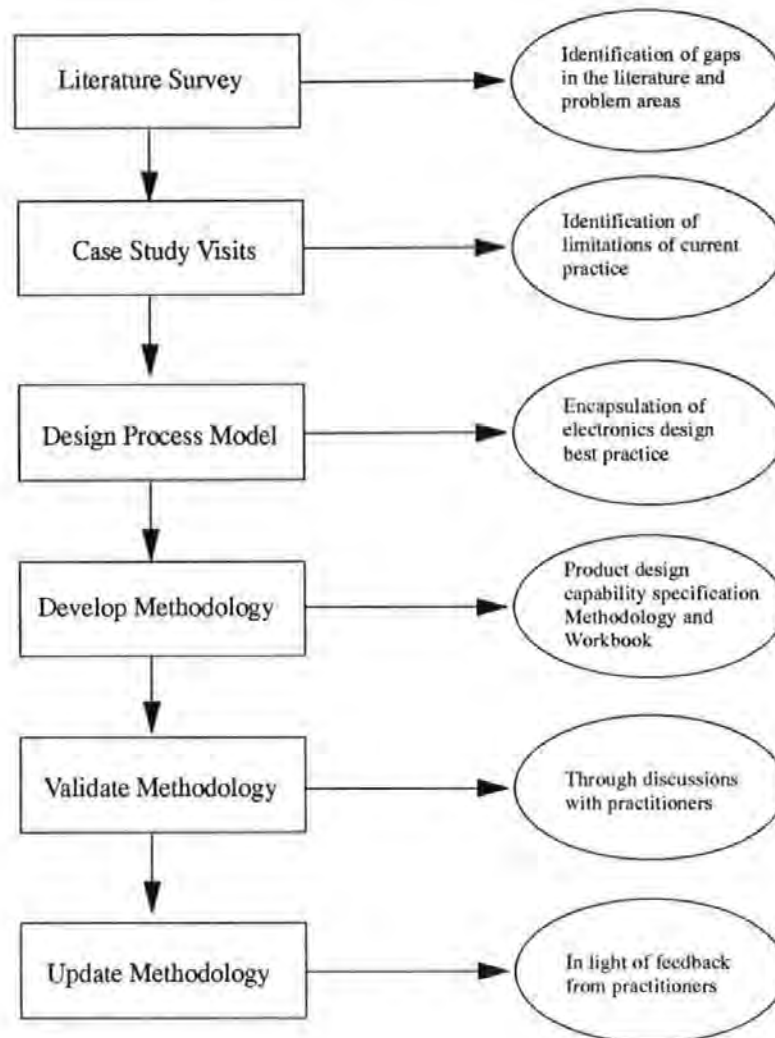 Literature Survey
Identification of gaps
in the literature and
problem areas
Case Study Visits
Identification of
limitations of current
practice
Design Process Model
Encapsulation of
electronics design
best practice
Develop Methodology
Product design
capability specification
Methodology and
Workbook
Validate Methodology
Through discussions
with practitioners
Update Methodology
In light of feedback
from practitioners